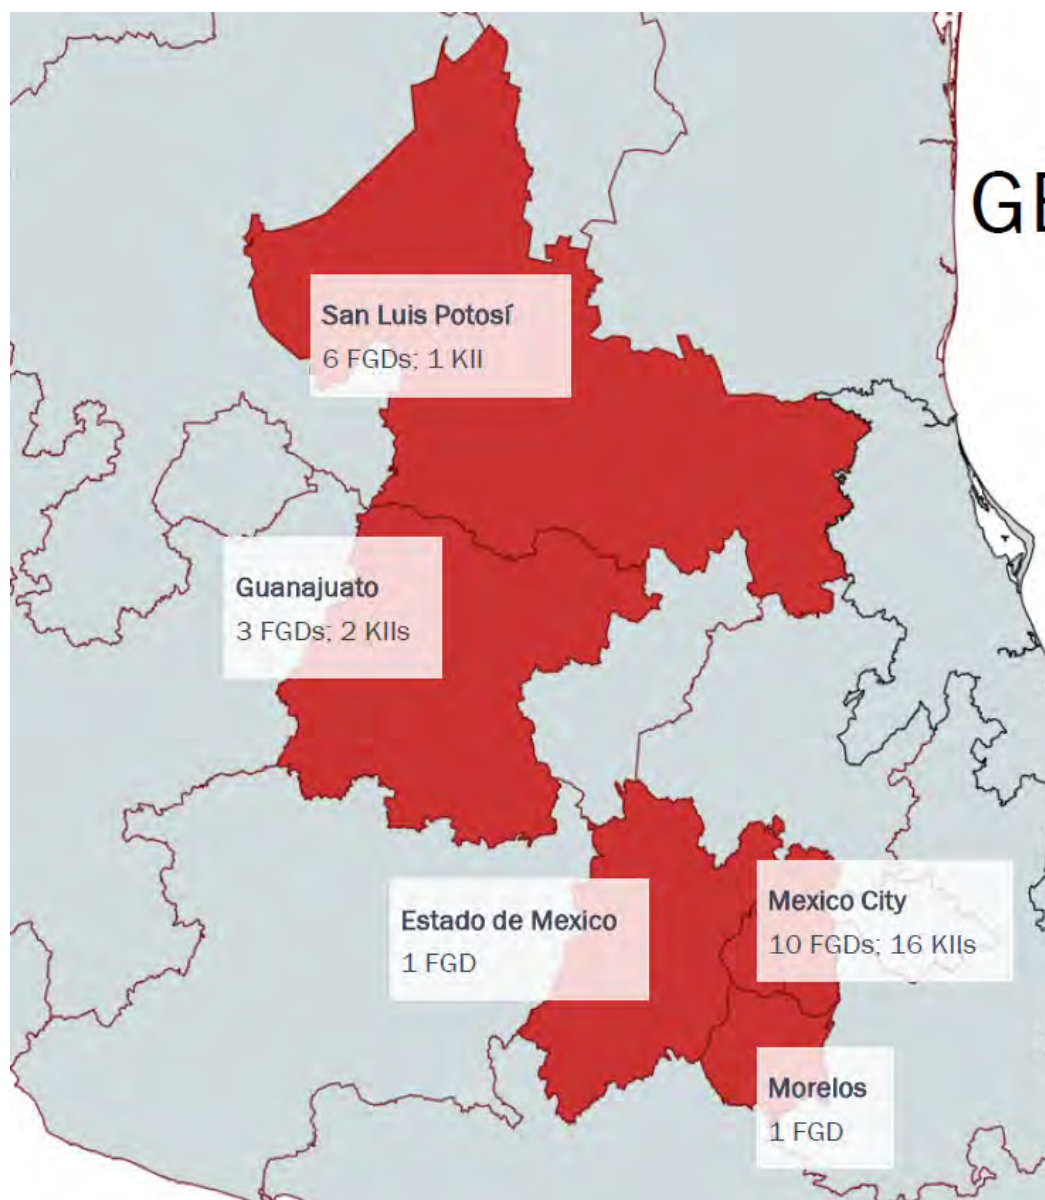 GE
San Luis Potosí
6 FGDs; 1 KII
Guanajuato
3 FGDs; 2 KIIs
Estado de Mexico
1 FGD
Mexico City
10 FGDs; 16 KIIs
Morelos
1 FGD